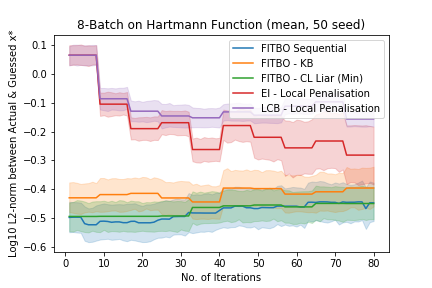 8-Batch on Hartmann Function (mean, 50 seed)
Log10 L2-norm between Actual & Guessed x*
0.1
0.0
−0.1
−0.2
−0.3
−0.4
−0.5
−0.6
FITBO Sequential
FITBO - KB
FITBO - CL Liar (Min)
EI - Local Penalisation
LCB - Local Penalisation
0 10 20 30 40 50 60 70 80
No. of Iterations